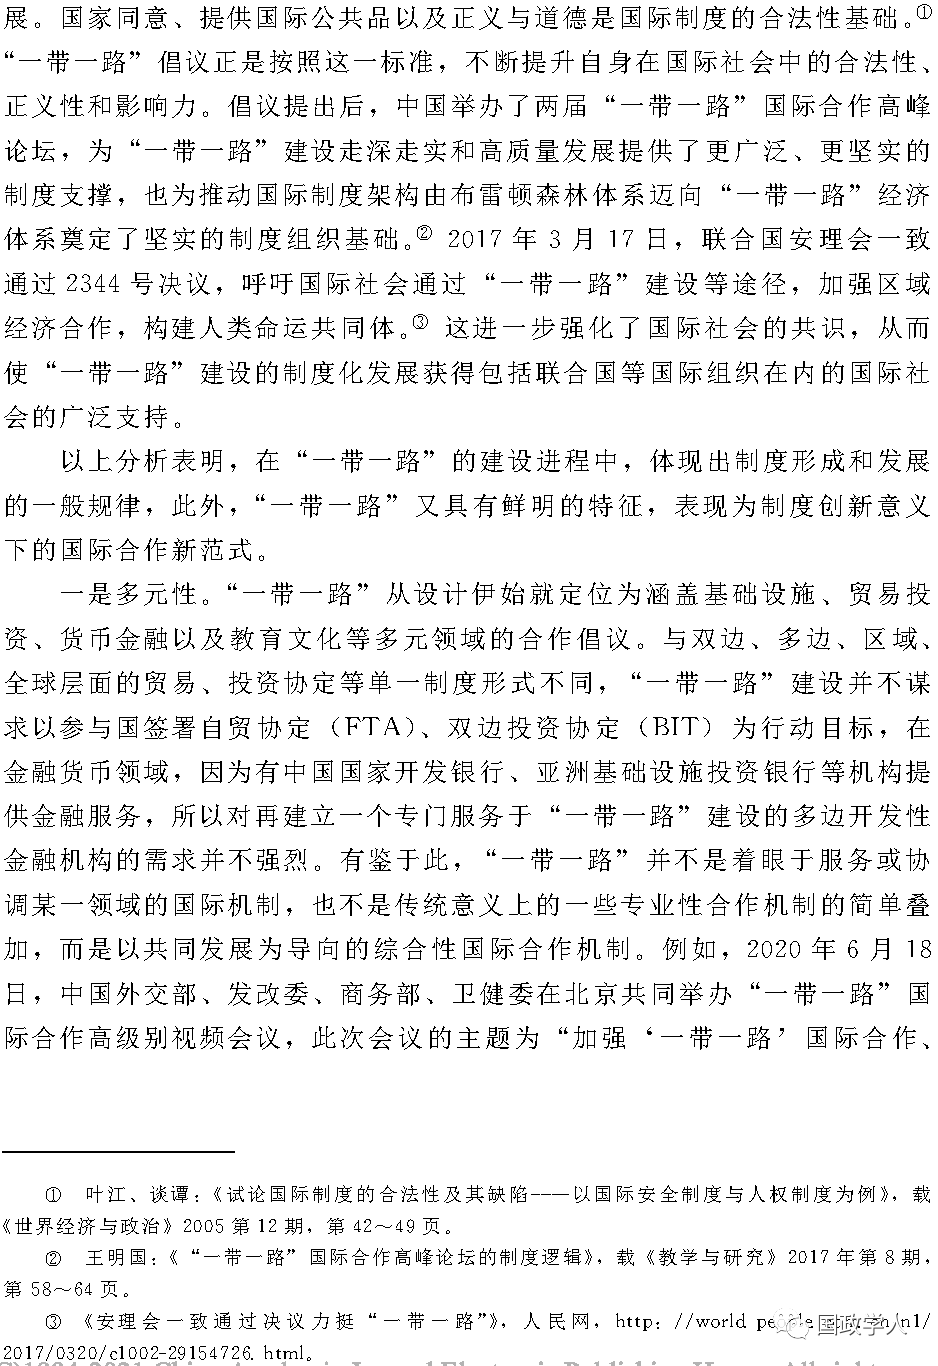 展。国家同意、提供国际公共品以及正义与道德是国际制度的合法性基础。①
“一带一路”倡议正是按照这一标准，不断提升自身在国际社会中的合法性、
正义性和影响力。倡议提出后，中国举办了两届“一带一路”国际合作高峰
论坛，为“一带一路”建设走深走实和高质量发展提供了更广泛、更坚实的
制度支撑，也为推动国际制度架构由布雷顿森林体系迈向“一带一路”经济
体系奠定了坚实的制度组织基础。② 2017 年 3 月 17 日，联合国安理会一致
通过 2344 号决议，呼吁国际社会通过“一带一路”建设等途径，加强区域
经济合作，构建人类命运共同体。③ 这进一步强化了国际社会的共识，从而
使“一带一路”建设的制度化发展获得包括联合国等国际组织在内的国际社
会的广泛支持。
以上分析表明，在“一带一路”的建设进程中，体现出制度形成和发展
的一般规律，此外，“一带一路”又具有鲜明的特征，表现为制度创新意义
下的国际合作新范式。
一是多元性。“一带一路”从设计伊始就定位为涵盖基础设施、贸易投
资、货币金融以及教育文化等多元领域的合作倡议。与双边、多边、区域、
全球层面的贸易、投资协定等单一制度形式不同，“一带一路”建设并不谋
求以参与国签署自贸协定（FTA）、双边投资协定（BIT）为行动目标，在
金融货币领域，因为有中国国家开发银行、亚洲基础设施投资银行等机构提
供金融服务，所以对再建立一个专门服务于“一带一路”建设的多边开发性
金融机构的需求并不强烈。有鉴于此，“一带一路”并不是着眼于服务或协
调某一领域的国际机制，也不是传统意义上的一些专业性合作机制的简单叠
加，而是以共同发展为导向的综合性国际合作机制。例如，2020 年 6 月 18
日，中国外交部、发改委、商务部、卫健委在北京共同举办“一带一路”国
际合作高级别视频会议，此次会议的主题为“加强‘一带一路’国际合作、
① 叶江、谈谭：《试论国际制度的合法性及其缺陷----以国际安全制度与人权制度为例》，载
《世界经济与政治》2005 第 12 期，第 42～49 页。
② 王明国：《“一带一路”国际合作高峰论坛的制度逻辑》，载《教学与研究》2017 年第 8 期，
第 58～64 页。
③ 《安理会一致通过决议力挺“一带一路”》，人民网，http：//world people
2017/0320/c1002-29154726. html。
国政学人